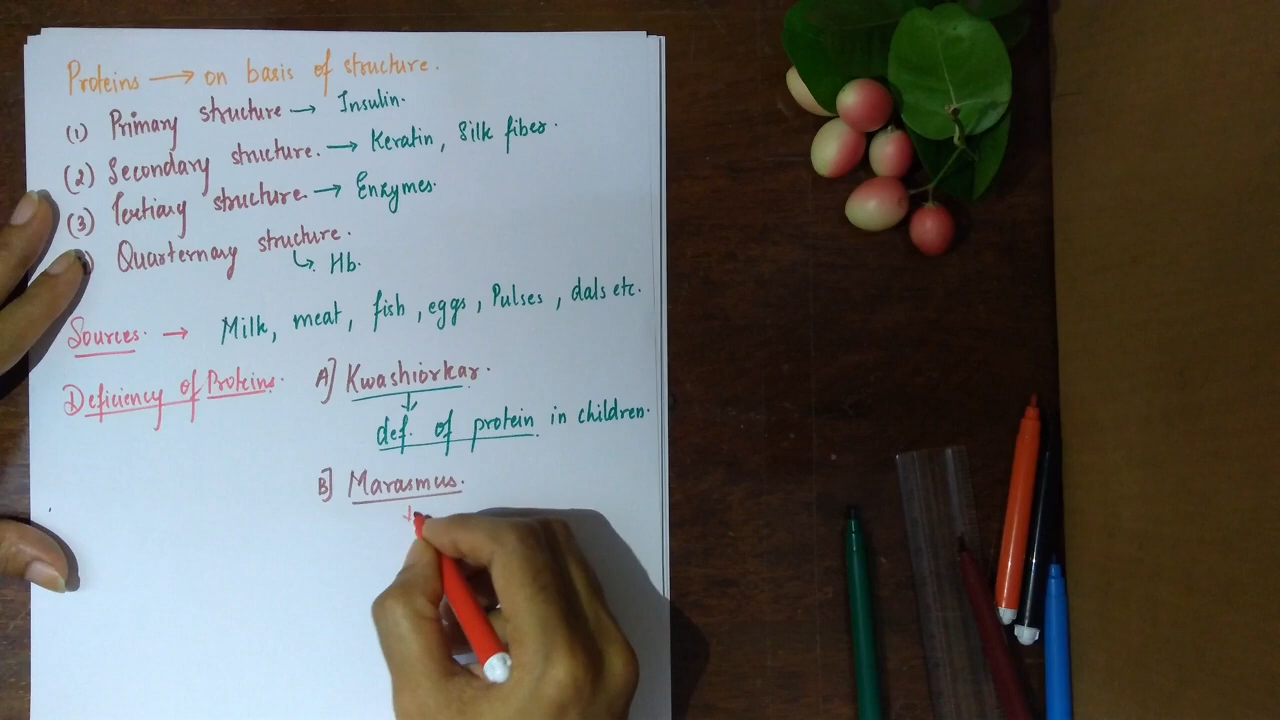 Proteins → on basis of structure.
(1) Primary structure → Insulin.
(2) Secondary structure. → Keratin, Silk fiber.
(3) Tertiary structure → Enzymes.
) Quarternary structure.
↳ Hb.
Sources. → Milk, meat, fish, eggs, Pulses, dals etc.
Deficiency of Proteins. A] Kwashiorkar.
↓
def. of protein in children.
B] Marasmus.
↓